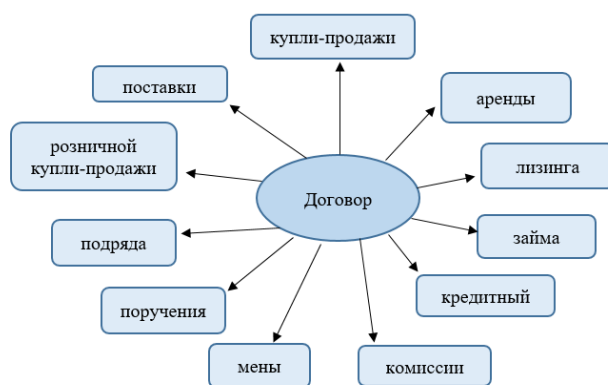 купли-продажи
поставки
аренды
розничной
купли-продажи
лизинга
Договор
подряда
займа
поручения
кредитный
мены
комиссии